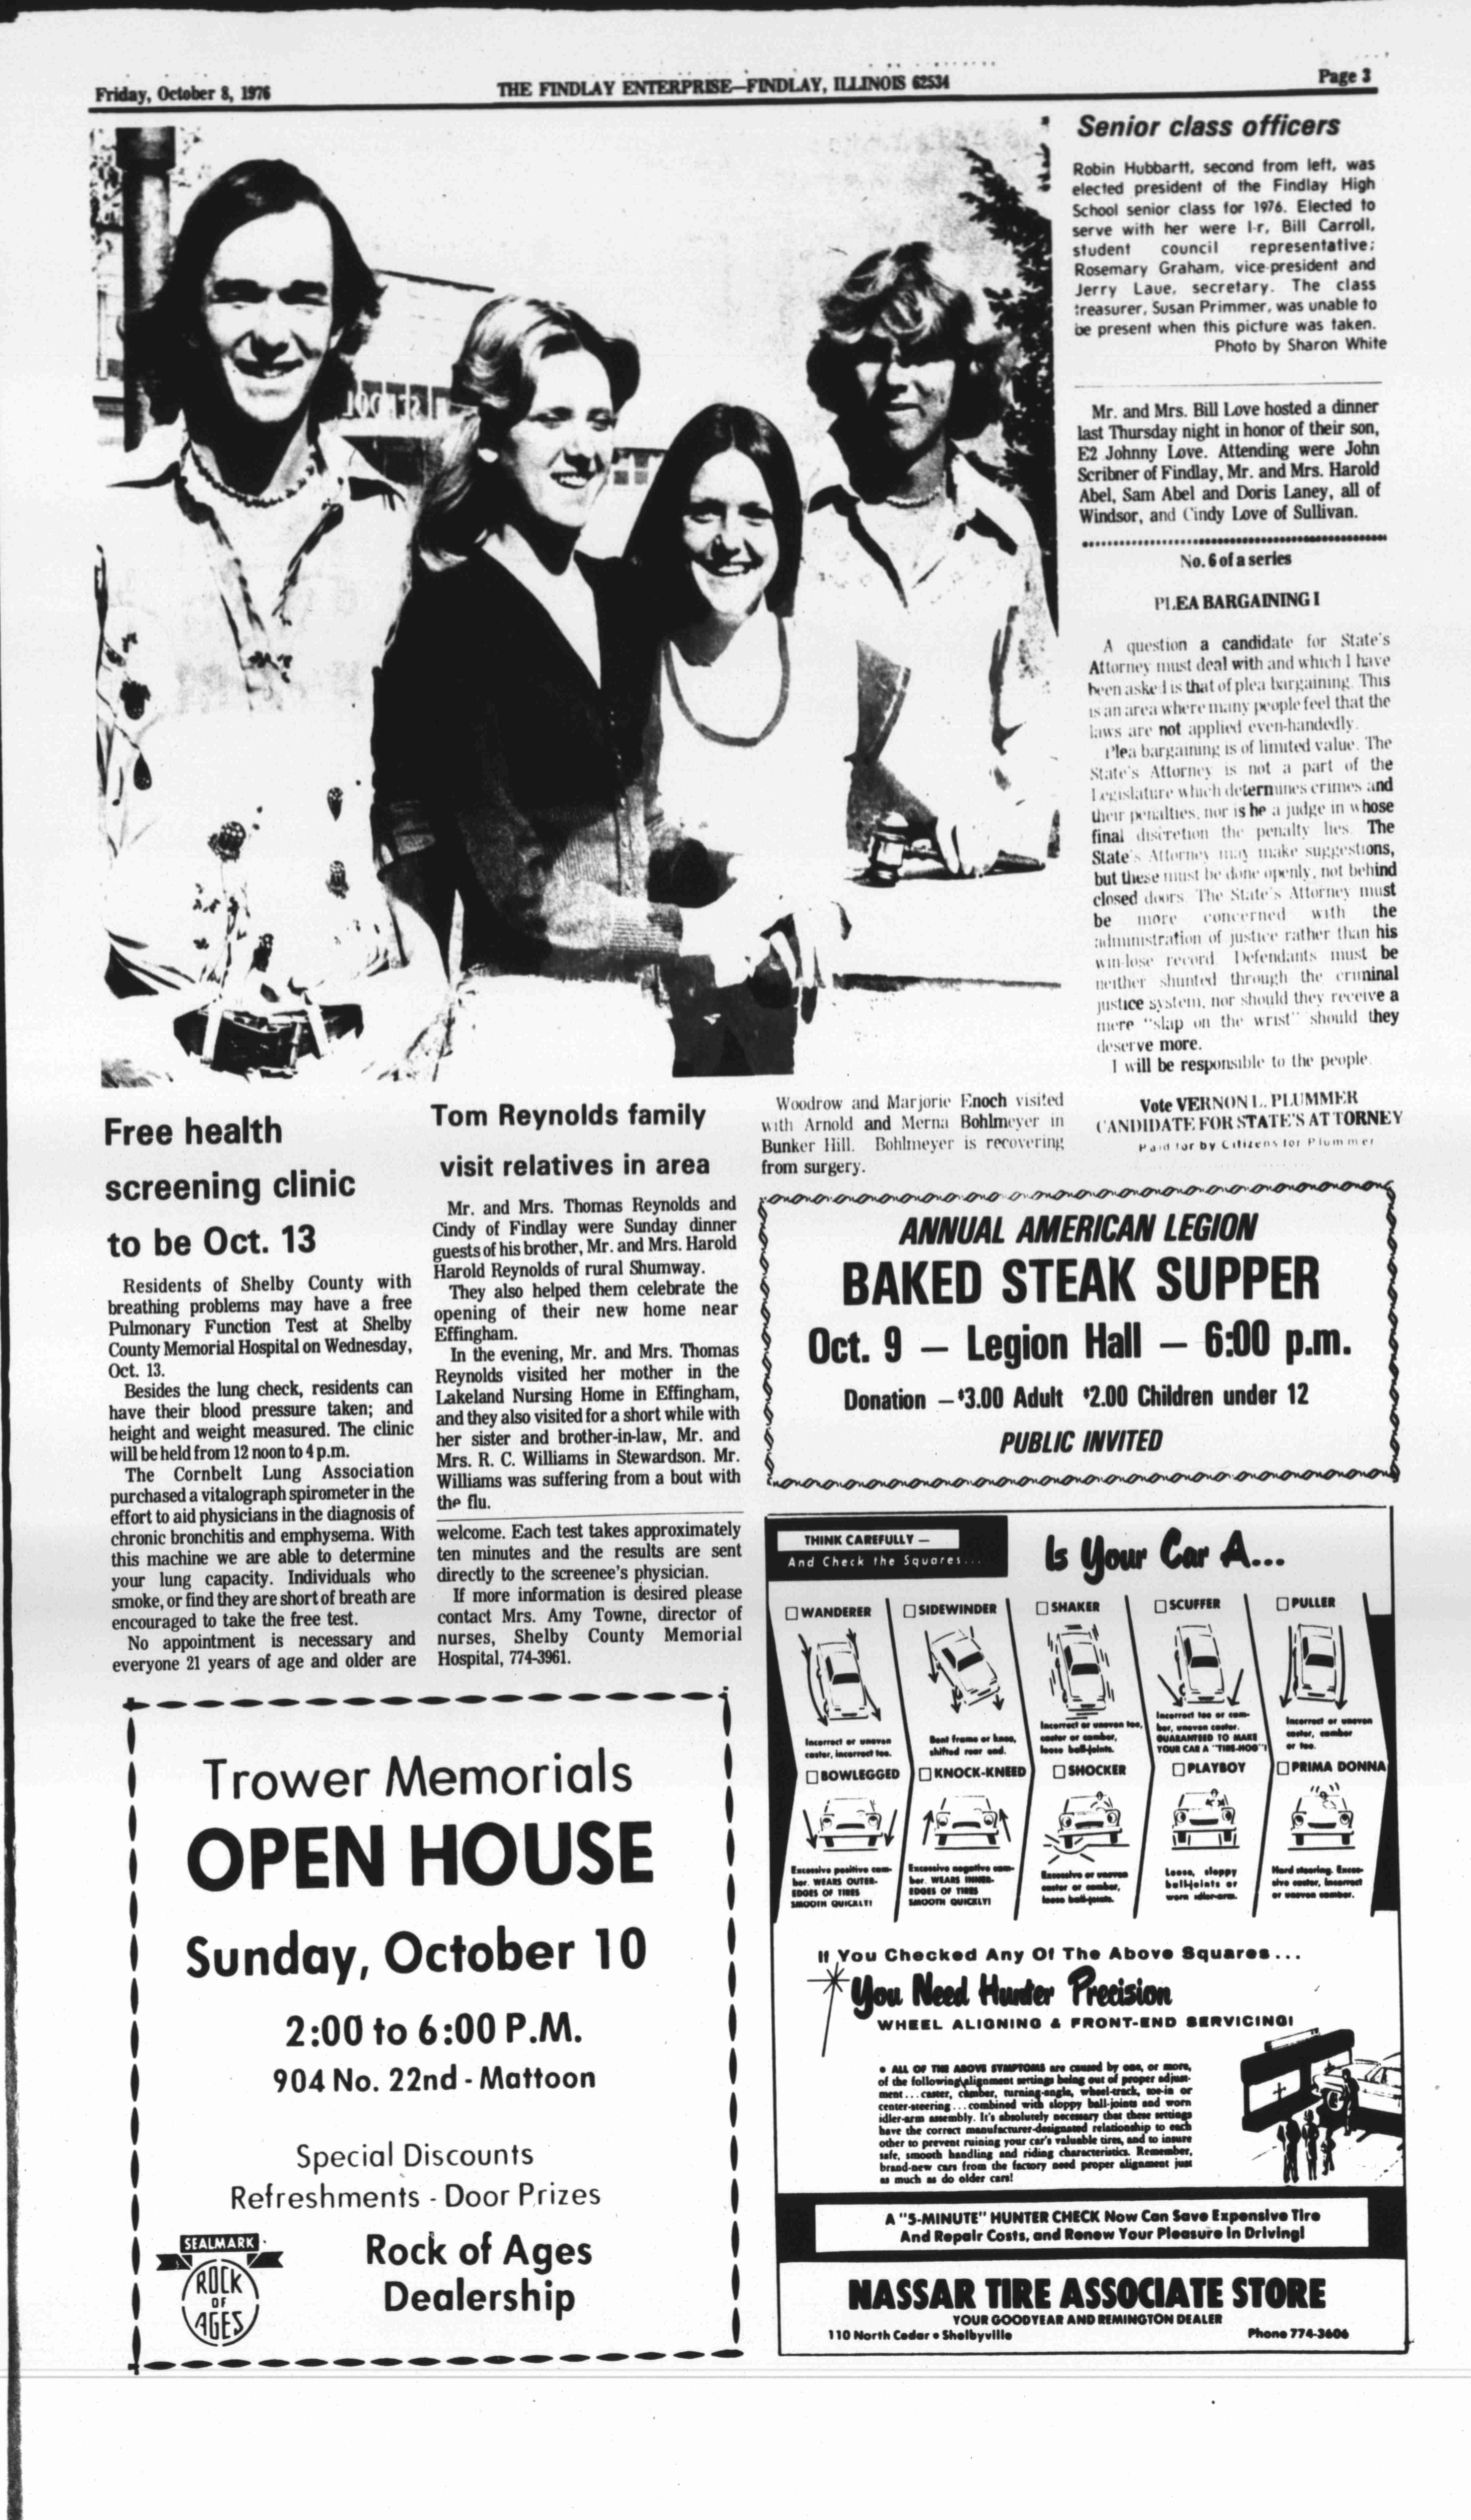 Friday, October 8, 1976
THE FINDLAY ENTERPRISE—FINDLAY, ILLINOIS 62534
Page 3
SCHOOL
Senior class officers
Robin Hubbartt, second from left, was
elected president of the Findlay High
School senior class for 1976. Elected to
serve with her were l-r, Bill Carroll,
student council representative;
Rosemary Graham, vice-president and
Jerry Laue, secretary. The class
treasurer, Susan Primmer, was unable to
be present when this picture was taken.
Photo by Sharon White
Mr. and Mrs. Bill Love hosted a dinner
last Thursday night in honor of their son,
E2 Johnny Love. Attending were John
Scribner of Findlay, Mr. and Mrs. Harold
Abel, Sam Abel and Doris Laney, all of
Windsor, and Cindy Love of Sullivan.
No. 6 of a series
PLEA BARGAINING I
A question a candidate for State's
Attorney must deal with and which I have
been asked is that of plea bargaining. This
is an area where many people feel that the
laws are not applied even-handedly.
Plea bargaining is of limited value. The
State's Attorney is not a part of the
Legislature which determines crimes and
their penalties, nor is he a judge in whose
final discretion the penalty lies. The
State's Attorney may make suggestions,
but these must be done openly, not behind
closed doors. The State's Attorney must
be more concerned with the
administration of justice rather than his
win-lose record. Defendants must be
neither shunted through the criminal
justice system, nor should they receive a
mere "slap on the wrist" should they
deserve more.
I will be responsible to the people.
Vote VERNON L. PLUMMER
CANDIDATE FOR STATE'S ATTORNEY
Paid for by Citizens for Plummer
Free health
screening clinic
to be Oct. 13
Residents of Shelby County with
breathing problems may have a free
Pulmonary Function Test at Shelby
County Memorial Hospital on Wednesday,
Oct. 13.
Besides the lung check, residents can
have their blood pressure taken; and
height and weight measured. The clinic
will be held from 12 noon to 4 p.m.
The Cornbelt Lung Association
purchased a vitalograph spirometer in the
effort to aid physicians in the diagnosis of
chronic bronchitis and emphysema. With
this machine we are able to determine
your lung capacity. Individuals who
smoke, or find they are short of breath are
encouraged to take the free test.
No appointment is necessary and
everyone 21 years of age and older are
welcome. Each test takes approximately
ten minutes and the results are sent
directly to the screenee's physician.
If more information is desired please
contact Mrs. Amy Towne, director of
nurses, Shelby County Memorial
Hospital, 774-3961.
Tom Reynolds family
visit relatives in area
Mr. and Mrs. Thomas Reynolds and
Cindy of Findlay were Sunday dinner
guests of his brother, Mr. and Mrs. Harold
Harold Reynolds of rural Shumway.
They also helped them celebrate the
opening of their new home near
Effingham.
In the evening, Mr. and Mrs. Thomas
Reynolds visited her mother in the
Lakeland Nursing Home in Effingham,
and they also visited for a short while with
her sister and brother-in-law, Mr. and
Mrs. R. C. Williams in Stewardson. Mr.
Williams was suffering from a bout with
the flu.
Woodrow and Marjorie Enoch visited
with Arnold and Merna Bohlmeyer in
Bunker Hill. Bohlmeyer is recovering
from surgery.
ANNUAL AMERICAN LEGION
BAKED STEAK SUPPER
Oct. 9 — Legion Hall — 6:00 p.m.
Donation — $3.00 Adult $2.00 Children under 12
PUBLIC INVITED
Trower Memorials
OPEN HOUSE
Sunday, October 10
2:00 to 6:00 P.M.
904 No. 22nd - Mattoon
Special Discounts
Refreshments - Door Prizes
Rock of Ages
Dealership
SEALMARK
ROCK
OF
AGES
THINK CAREFULLY —
And Check the Squares...
Is Your Car A...
WANDERER
Incorrect or uneven
caster, incorrect toe.
SIDEWINDER
Bent frame or knee,
shifted rear end.
SHAKER
Incorrect or uneven toe,
caster or camber,
loose ball-joints.
SCUFFER
Incorrect toe or cam-
ber, uneven caster.
GUARANTEED TO MAKE
YOUR CAR A "TIRE-HOG"!
PULLER
Incorrect or uneven
caster, camber
or toe.
BOWLEGGED
Excessive positive cam-
ber. WEARS OUTER-
EDGES OF TIRES
SMOOTH QUICKLY!
KNOCK-KNEED
Excessive negative cam-
ber. WEARS INNER-
EDGES OF TIRES
SMOOTH QUICKLY!
SHOCKER
Excessive or uneven
caster or camber,
loose ball-joints.
PLAYBOY
Loose, sloppy
ball-joints or
worn idler-arm.
PRIMA DONNA
Hard steering. Exces-
sive caster, incorrect
or uneven camber.
If You Checked Any Of The Above Squares...
You Need Hunter Precision
WHEEL ALIGNING & FRONT-END SERVICING!
• ALL OF THE ABOVE SYMPTOMS are caused by one, or more,
of the following alignment settings being out of proper adjust-
ment...caster, camber, turning-angle, wheel-track, toe-in or
center-steering...combined with sloppy ball-joints and worn
idler-arm assembly. It's absolutely necessary that these settings
have the correct manufacturer-designated relationship to each
other to prevent ruining your car's valuable tires, and to insure
safe, smooth handling and riding characteristics. Remember,
brand-new cars from the factory need proper alignment just
as much as do older cars!
A "5-MINUTE" HUNTER CHECK Now Can Save Expensive Tire
And Repair Costs, and Renew Your Pleasure in Driving!
NASSAR TIRE ASSOCIATE STORE
YOUR GOODYEAR AND REMINGTON DEALER
110 North Cedar • Shelbyville
Phone 774-3606